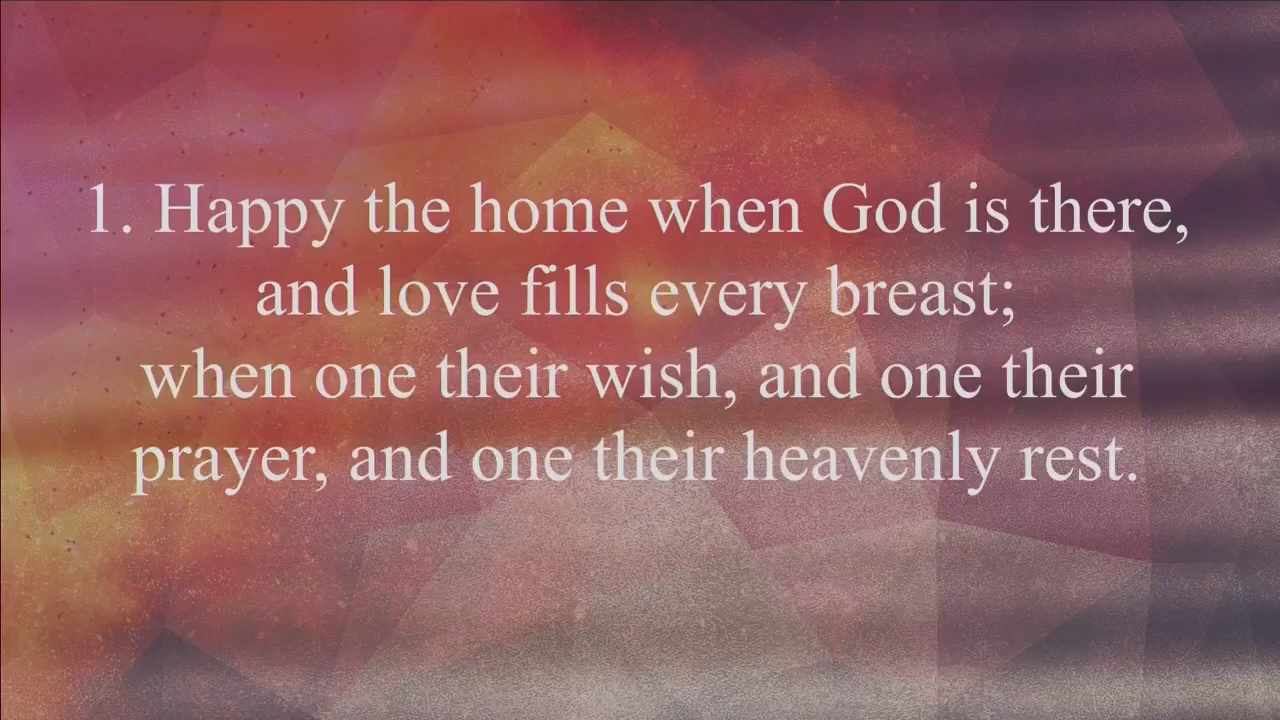 1. Happy the home when God is there,
and love fills every breast;
when one their wish, and one their
prayer, and one their heavenly rest.